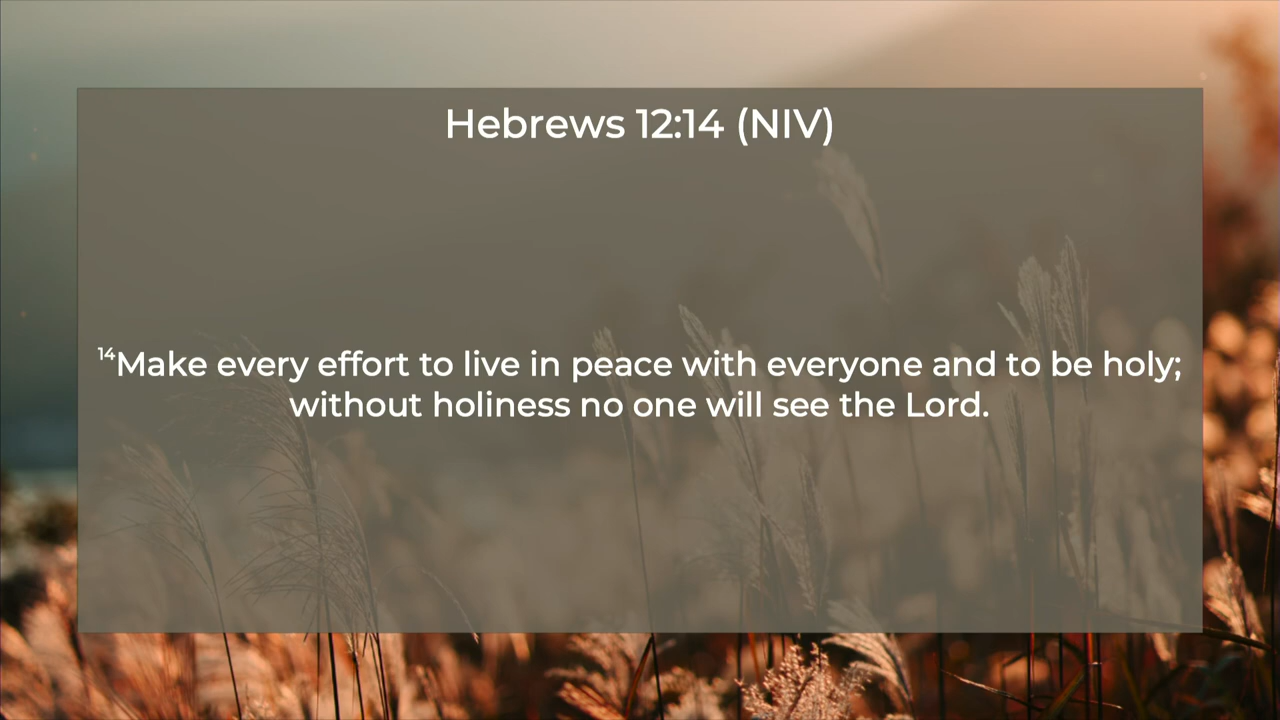 Hebrews 12:14 (NIV)
¹⁴Make every effort to live in peace with everyone and to be holy;
without holiness no one will see the Lord.